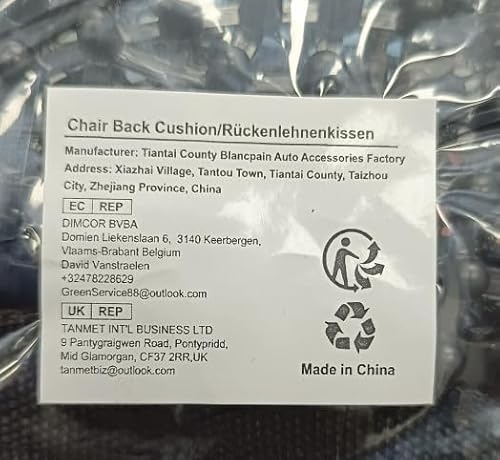 Chair Back Cushion/Rückenlehnenkissen
Manufacturer: Tiantai County Blancpain Auto Accessories Factory
Address: Xiazhai Village, Tantou Town, Tiantai County, Taizhou
City, Zhejiang Province, China
EC REP
DIMCOR BVBA
Domien Liekenslaan 6, 3140 Keerbergen,
Vlaams-Brabant Belgium
David Vanstraelen
+32478228629
GreenService88@outlook.com
UK REP
TANMET INT'L BUSINESS LTD
9 Pantygraigwen Road, Pontypridd,
Mid Glamorgan, CF37 2RR,UK
tanmetbiz@outlook.com
Made in China